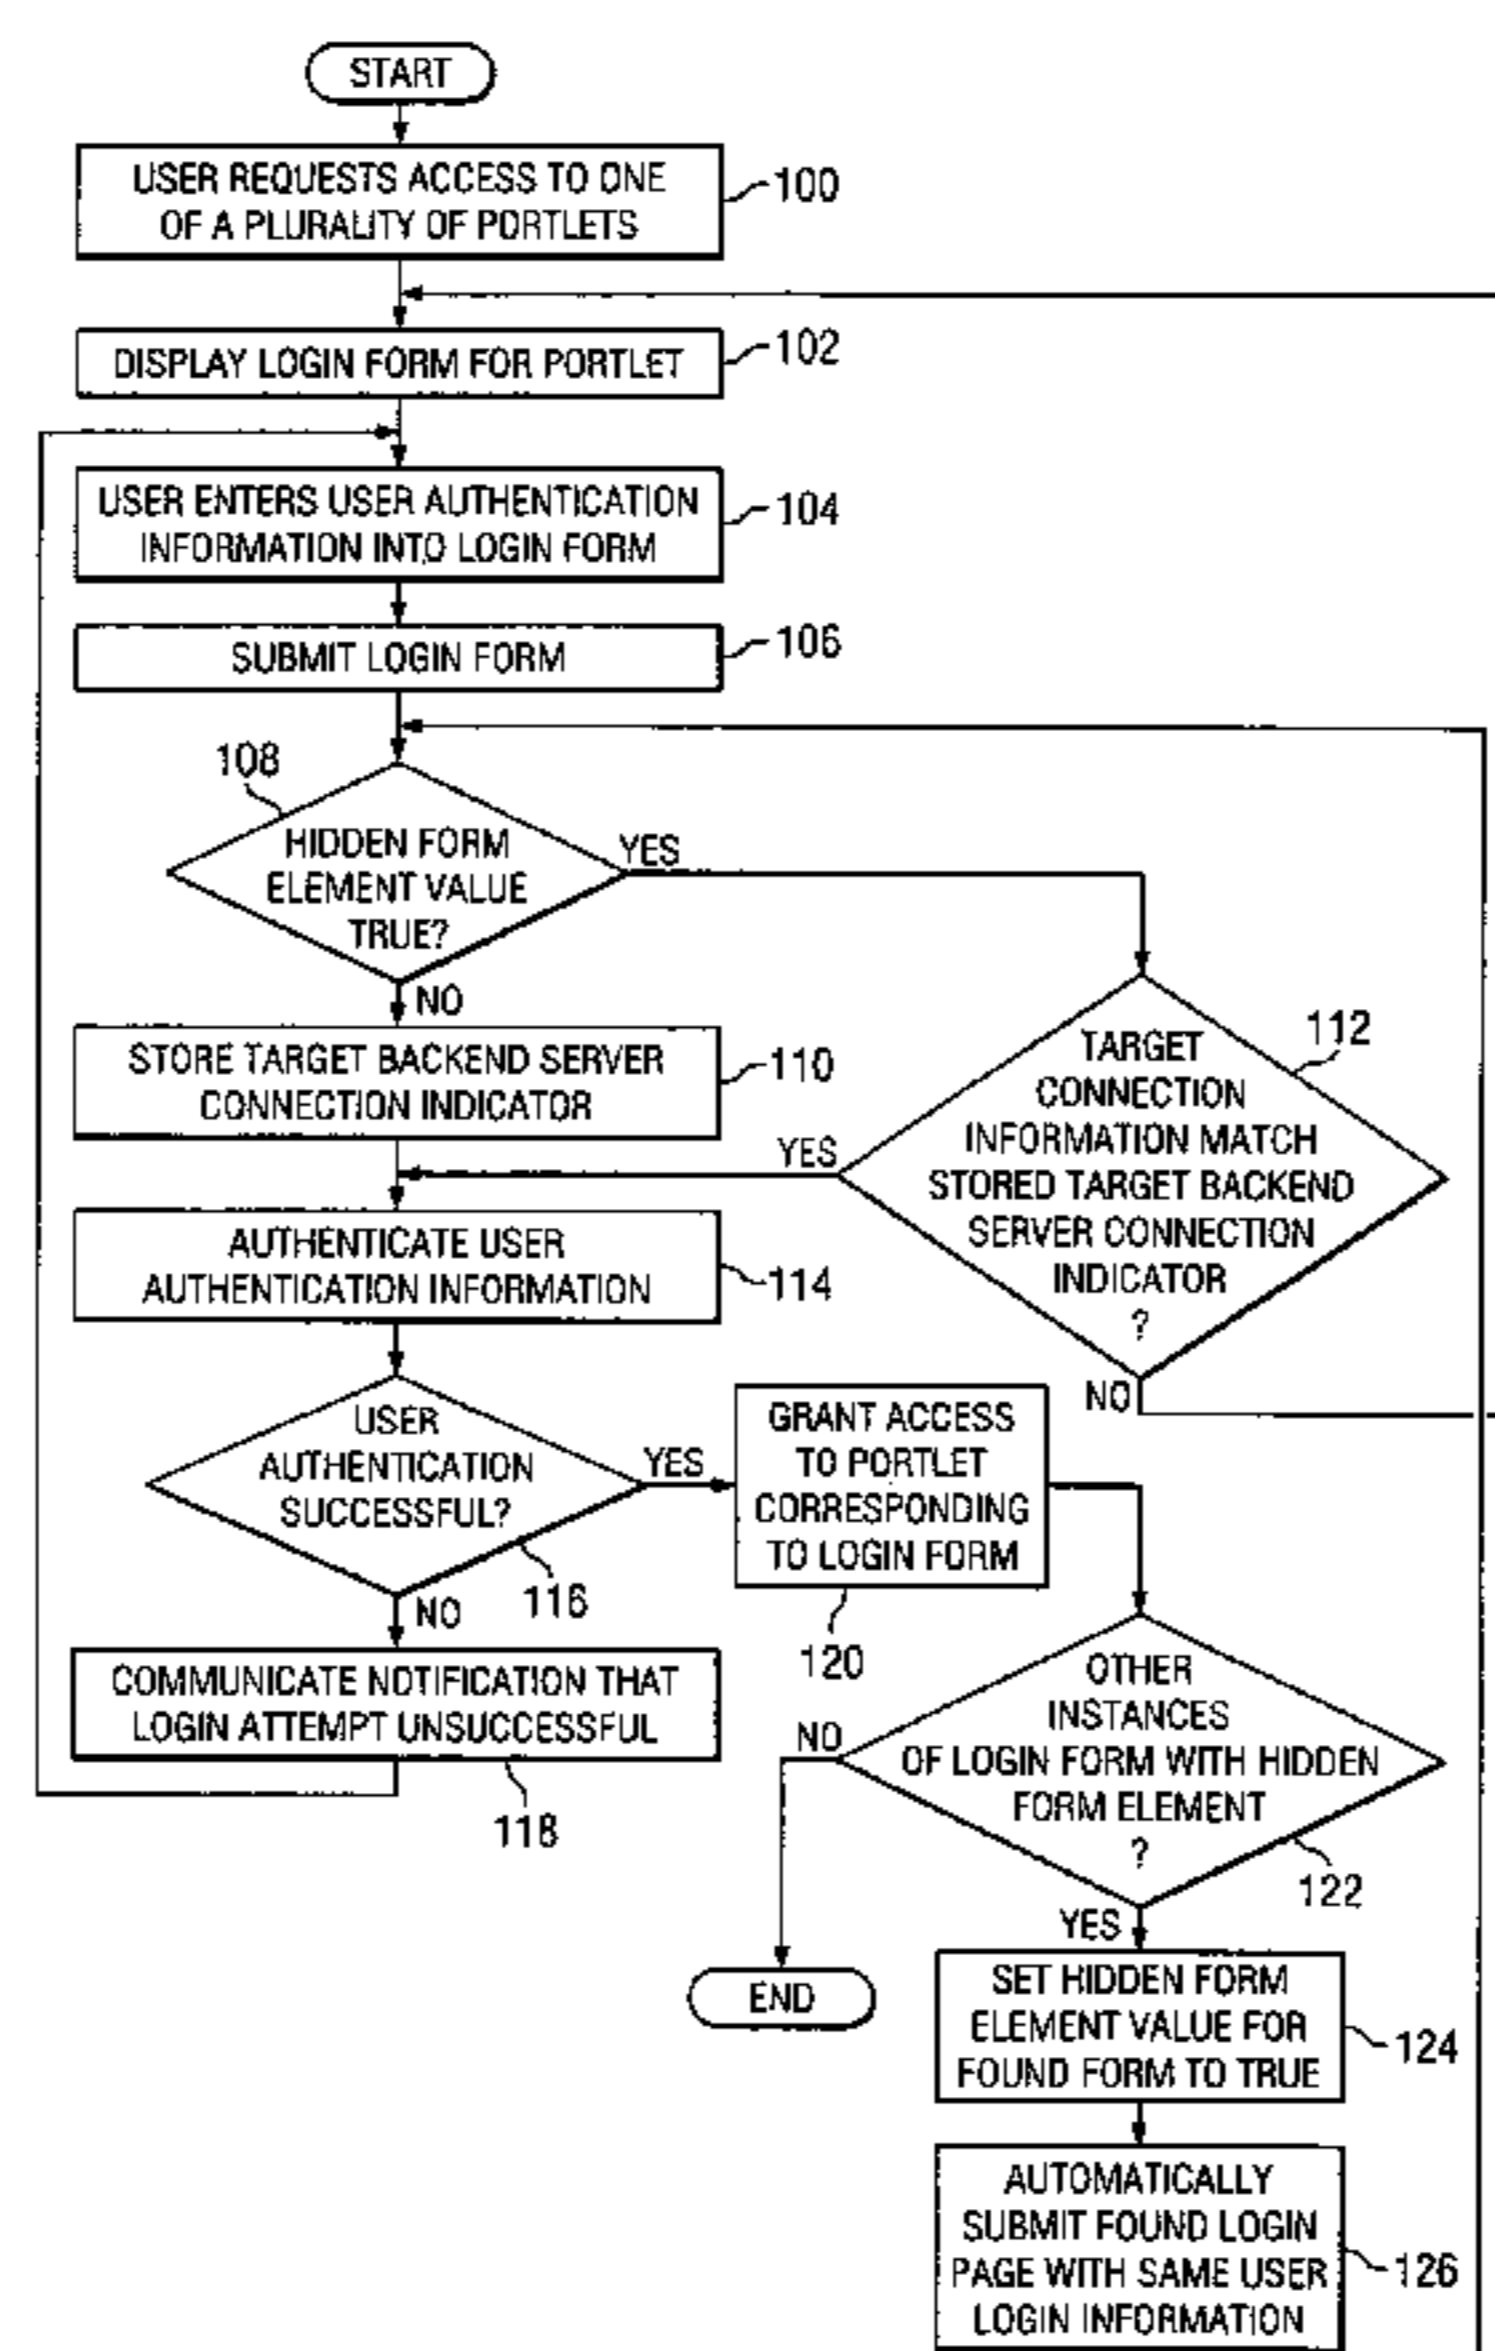 START
USER REQUESTS ACCESS TO ONE
OF A PLURALITY OF PORTLETS
100
DISPLAY LOGIN FORM FOR PORTLET
102
USER ENTERS USER AUTHENTICATION
INFORMATION INTO LOGIN FORM
104
SUBMIT LOGIN FORM
106
108
HIDDEN FORM
ELEMENT VALUE
TRUE?
YES
NO
STORE TARGET BACKEND SERVER
CONNECTION INDICATOR
110
112
TARGET
CONNECTION
INFORMATION MATCH
STORED TARGET BACKEND
SERVER CONNECTION
INDICATOR
?
YES
NO
AUTHENTICATE USER
AUTHENTICATION INFORMATION
114
USER
AUTHENTICATION
SUCCESSFUL?
YES
116
NO
GRANT ACCESS
TO PORTLET
CORRESPONDING
TO LOGIN FORM
120
COMMUNICATE NOTIFICATION THAT
LOGIN ATTEMPT UNSUCCESSFUL
118
OTHER
INSTANCES
OF LOGIN FORM WITH HIDDEN
FORM ELEMENT
?
NO
122
YES
END
SET HIDDEN FORM
ELEMENT VALUE FOR
FOUND FORM TO TRUE
124
AUTOMATICALLY
SUBMIT FOUND LOGIN
PAGE WITH SAME USER
LOGIN INFORMATION
126